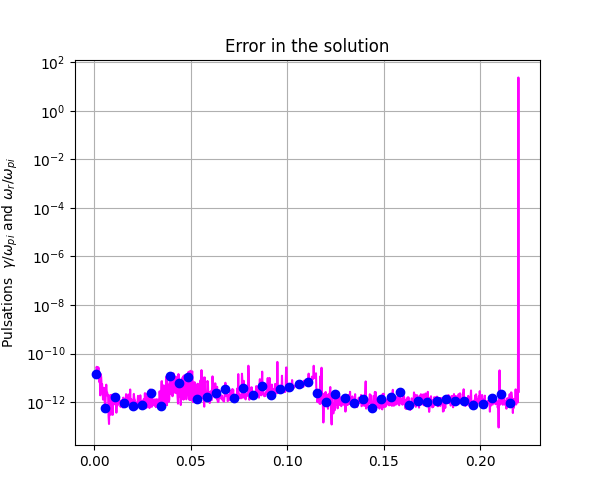 Error in the solution
Pulsations γ/ω_pi and ω_r/ω_pi
10^2
10^0
10^-2
10^-4
10^-6
10^-8
10^-10
10^-12
0.00 0.05 0.10 0.15 0.20